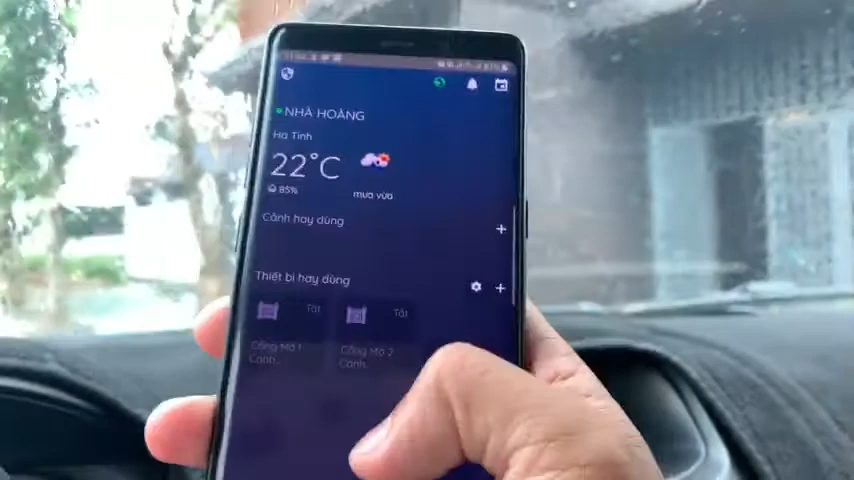 NHÀ HOÀNG
Hà Tĩnh
22°C
85%
mưa vừa
Cảnh hay dùng
Thiết bị hay dùng
Tắt
Tắt
Cổng Mở 1
Cánh
Cổng Mở 2
Cánh